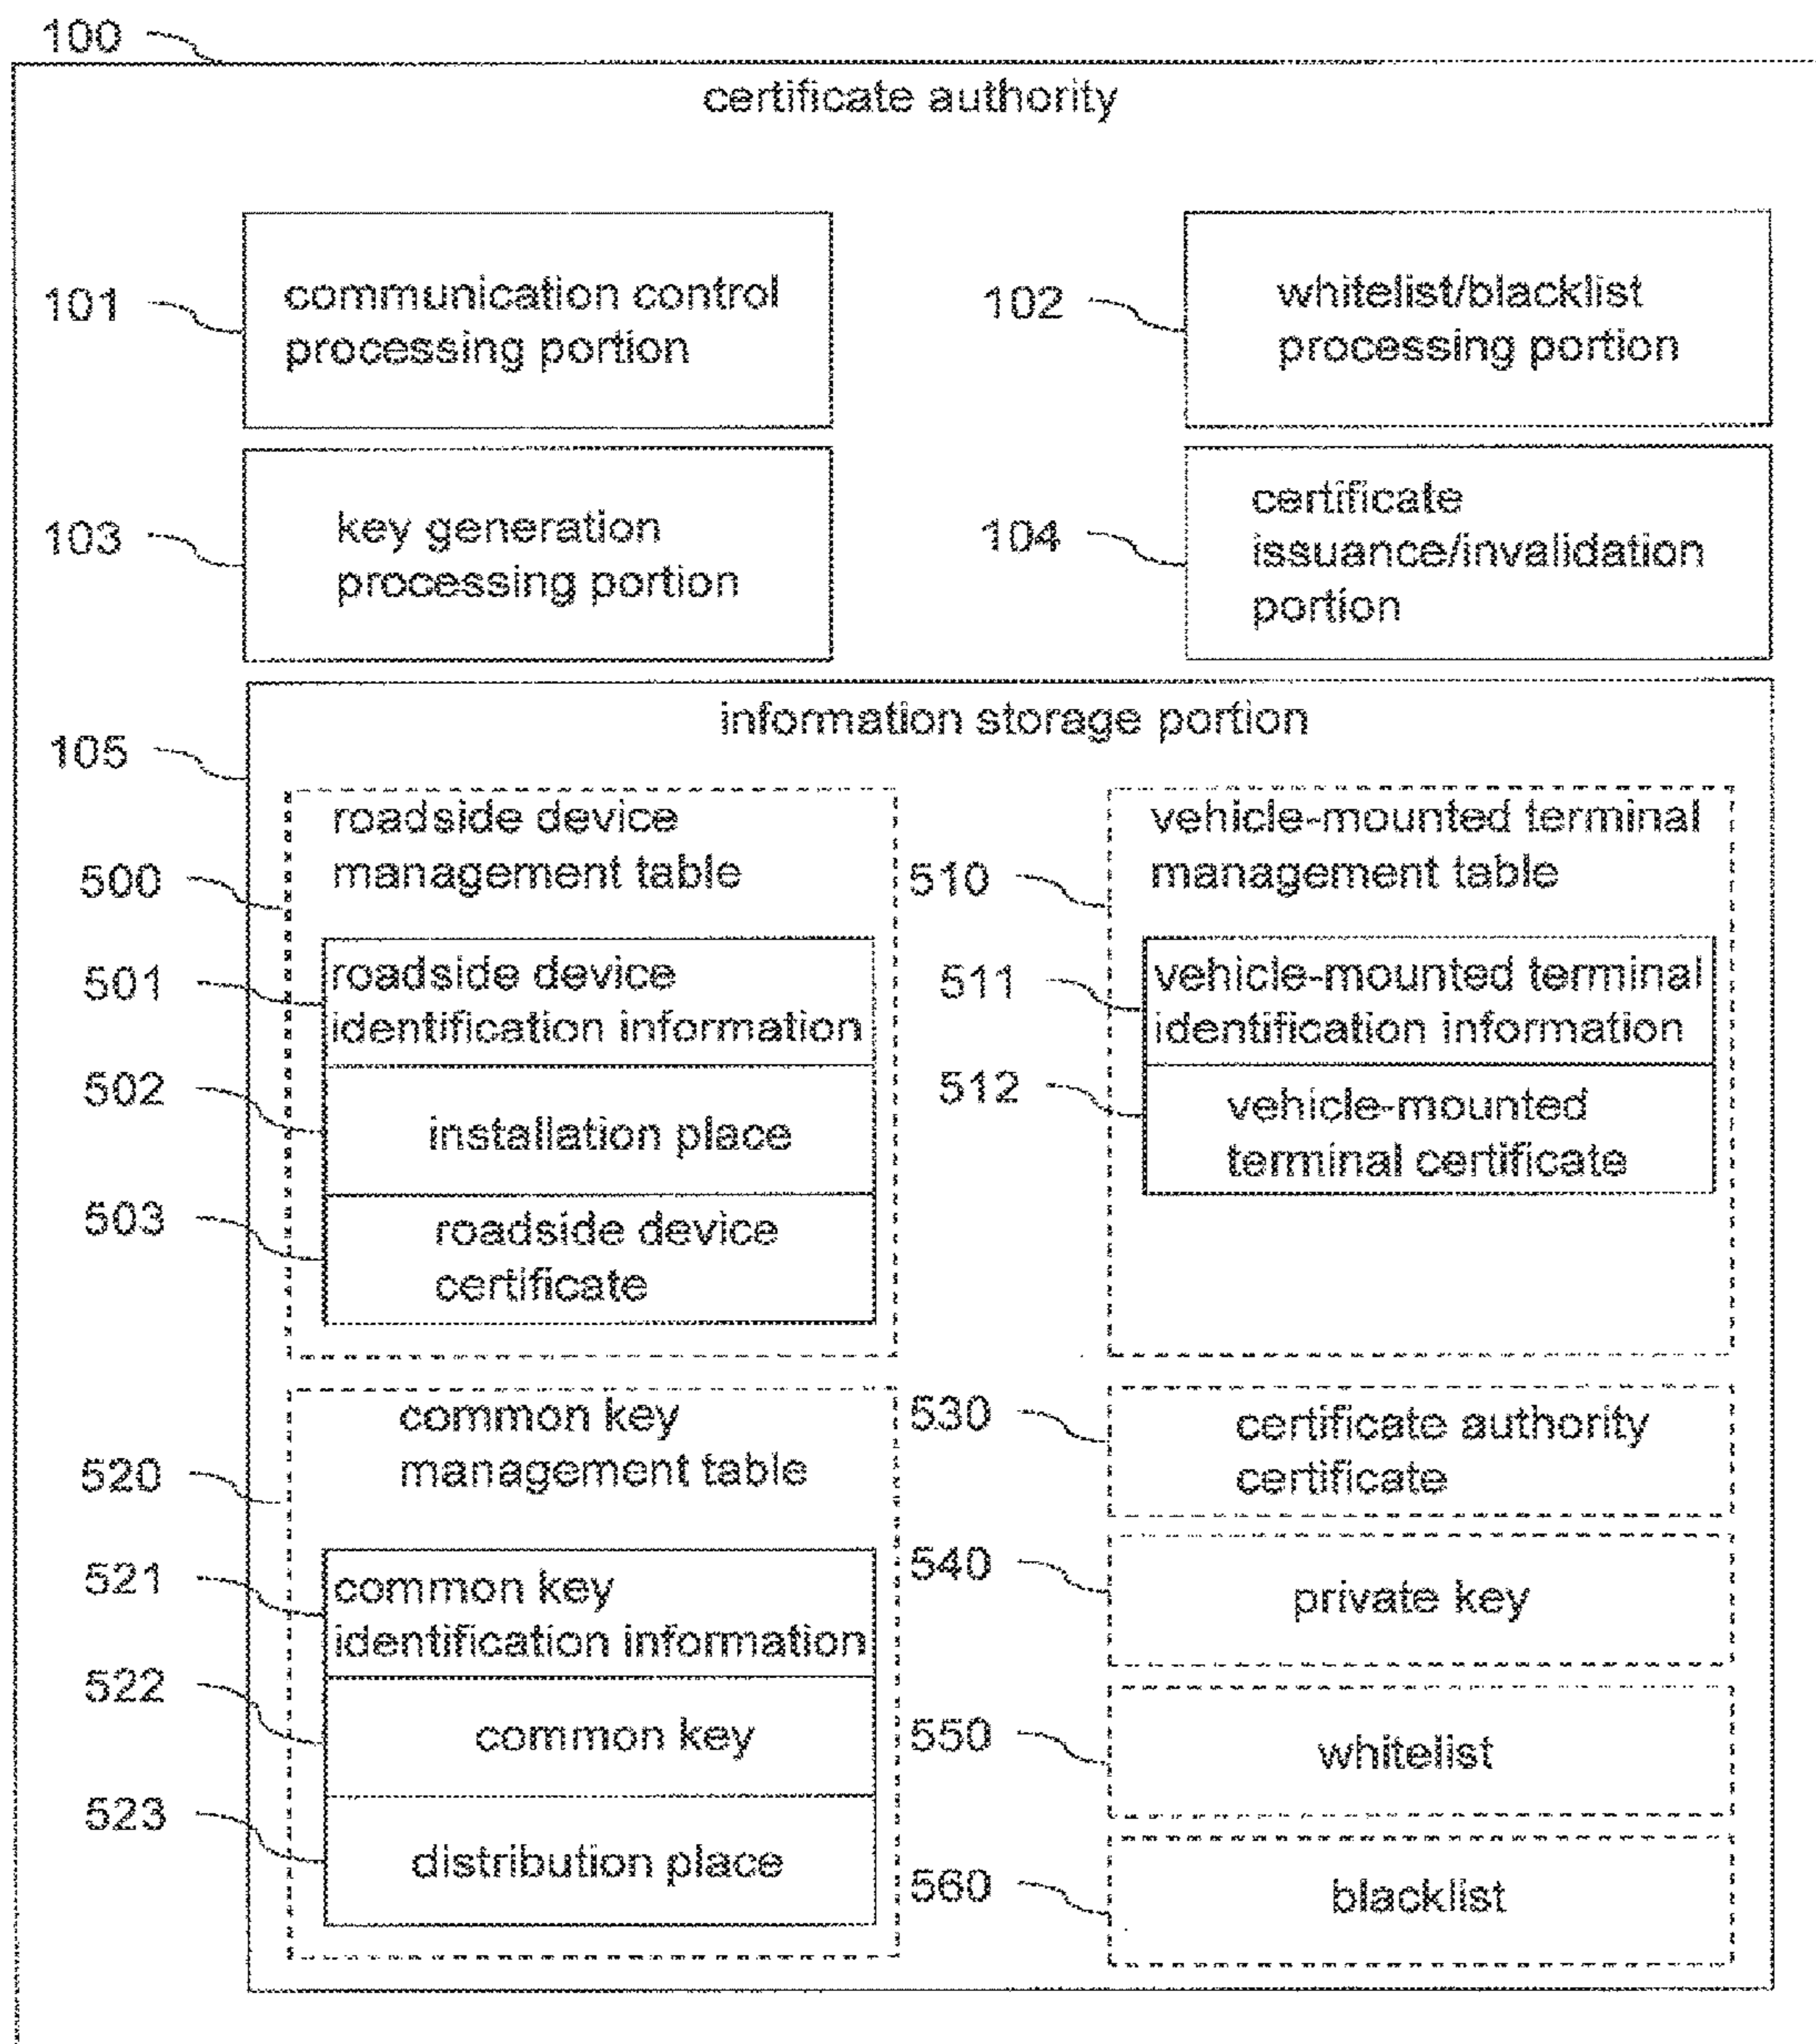 100
certificate authority
101
communication control
processing portion
102
whitelist/blacklist
processing portion
103
key generation
processing portion
104
certificate
issuance/invalidation
portion
105
information storage portion
500
roadside device
management table
501
roadside device
identification information
502
installation place
503
roadside device
certificate
510
vehicle-mounted terminal
management table
511
vehicle-mounted terminal
identification information
512
vehicle-mounted
terminal certificate
520
common key
management table
521
common key
identification information
522
common key
523
distribution place
530
certificate authority
certificate
540
private key
550
whitelist
560
blacklist